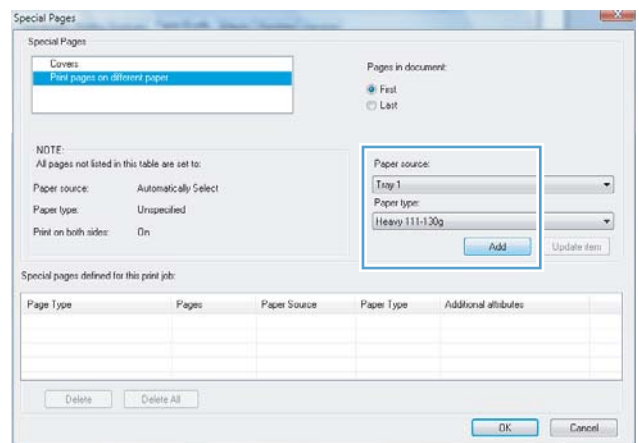 Special Pages
Special Pages
Covers
Print pages on different paper
Pages in document:
First
Last
NOTE:
All pages not listed in this table are set to:
Paper source: Automatically Select
Paper type: Unspecified
Print on both sides: On
Paper source:
Tray 1
Paper type:
Heavy 111-130g
Add Update item
Special pages defined for this print job:
Page Type Pages Paper Source Paper Type Additional attributes
Delete Delete All
OK Cancel